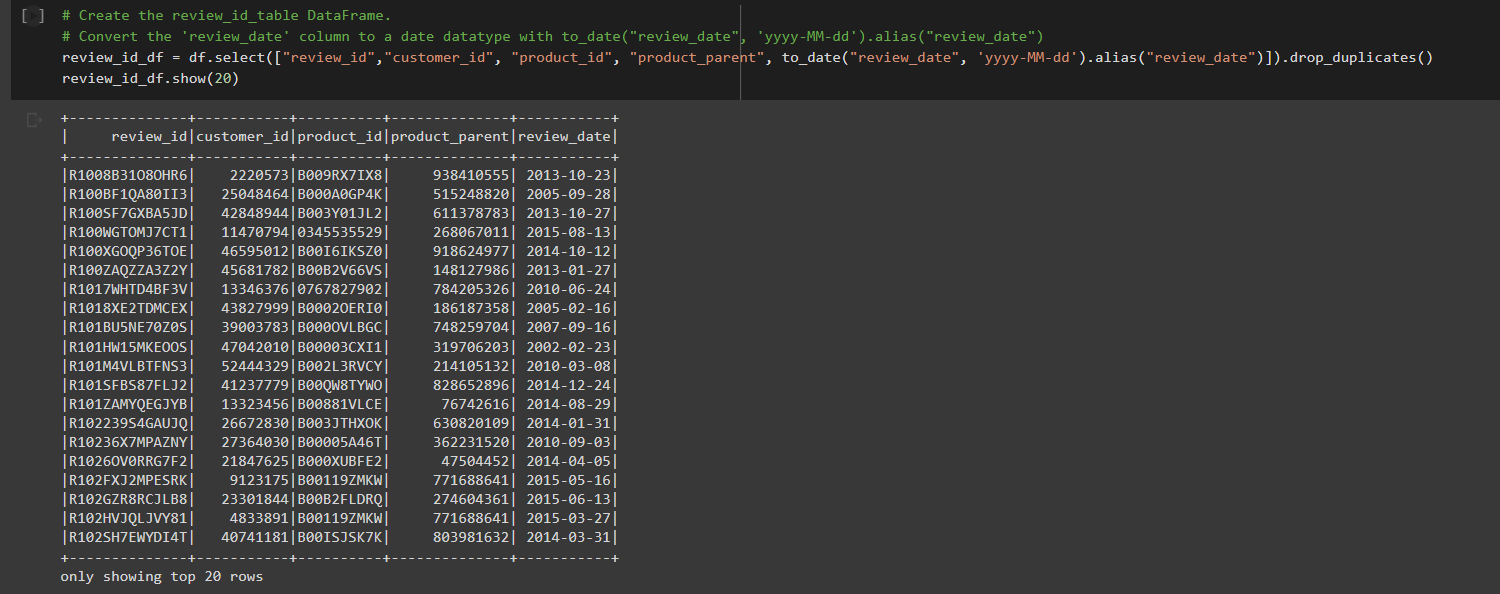 [ ] # Create the review_id_table DataFrame.
# Convert the 'review_date' column to a date datatype with to_date("review_date", 'yyyy-MM-dd').alias("review_date")
review_id_df = df.select(["review_id","customer_id", "product_id", "product_parent", to_date("review_date", 'yyyy-MM-dd').alias("review_date")]).drop_duplicates()
review_id_df.show(20)
+--------------+-----------+----------+--------------+-----------+
|     review_id|customer_id|product_id|product_parent|review_date|
+--------------+-----------+----------+--------------+-----------+
|R1008B31O8OHR6|    2220573|B009RX7IX8|     938410555| 2013-10-23|
|R100BF1QA80II3|   25048464|B000A0GP4K|     515248820| 2005-09-28|
|R100SF7GXBA5JD|   42848944|B003Y01JL2|     611378783| 2013-10-27|
|R100WGTOMJ7CT1|   11470794|0345535529|     268067011| 2015-08-13|
|R100XGOQP36TOE|   46595012|B00I6IKSZ0|     918624977| 2014-10-12|
|R100ZAQZZA3Z2Y|   45681782|B00B2V66VS|     148127986| 2013-01-27|
|R1017WHTD4BF3V|   13346376|0767827902|     784205326| 2010-06-24|
|R1018XE2TDMCEX|   43827999|B0002OERI0|     186187358| 2005-02-16|
|R101BU5NE70Z0S|   39003783|B000OVLBGC|     748259704| 2007-09-16|
|R101HW15MKEOOS|   47042010|B00003CXI1|     319706203| 2002-02-23|
|R101M4VLBTFNS3|   52444329|B002L3RVCY|     214105132| 2010-03-08|
|R101SFBS87FLJ2|   41237779|B00QW8TYWO|     828652896| 2014-12-24|
|R101ZAMYQEGJYB|   13323456|B00881VLCE|      76742616| 2014-08-29|
|R102239S4GAUJQ|   26672830|B003JTHXOK|     630820109| 2014-01-31|
|R10236X7MPAZNY|   27364030|B00005A46T|     362231520| 2010-09-03|
|R1026OV0RRG7F2|   21847625|B000XUBFE2|      47504452| 2014-04-05|
|R102FXJ2MPESRK|    9123175|B00119ZMKW|     771688641| 2015-05-16|
|R102GZR8RCJLB8|   23301844|B00B2FLDRQ|     274604361| 2015-06-13|
|R102HVJQLJVY81|    4833891|B00119ZMKW|     771688641| 2015-03-27|
|R102SH7EWYDI4T|   40741181|B00ISJSK7K|     803981632| 2014-03-31|
+--------------+-----------+----------+--------------+-----------+
only showing top 20 rows